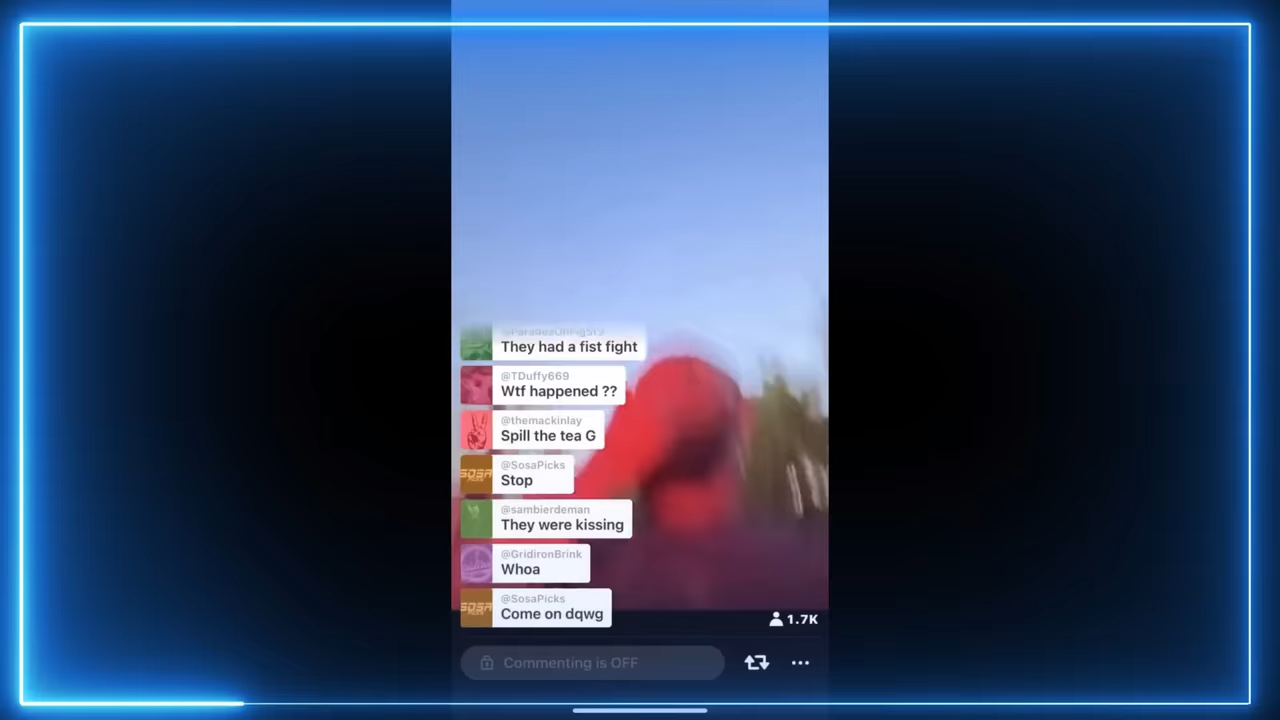 They had a fist fight
@TDuffy669
Wtf happened ??
@themackinlay
Spill the tea G
@SosaPicks
Stop
@sambierdeman
They were kissing
@GridironBrink
Whoa
@SosaPicks
Come on dqwg
1.7K
Commenting is OFF